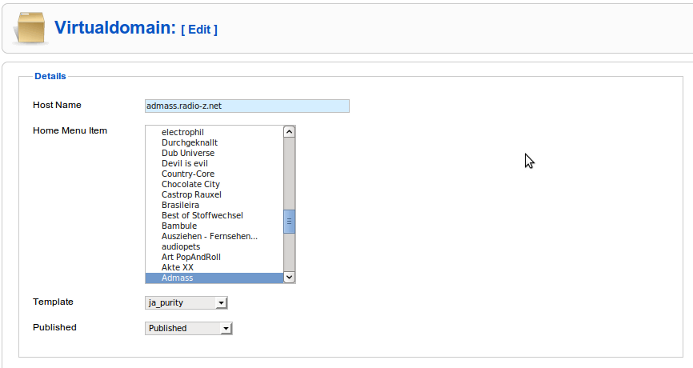 Virtualdomain: [ Edit ]
Details
Host Name
admass.radio-z.net
Home Menu Item
electrophil
Durchgeknallt
Dub Universe
Devil is evil
Country-Core
Chocolate City
Castrop Rauxel
Brasileira
Best of Stoffwechsel
Bambule
Ausziehen - Fernsehen...
audiopets
Art PopAndRoll
Akte XX
Admass
Template
ja_purity
Published
Published